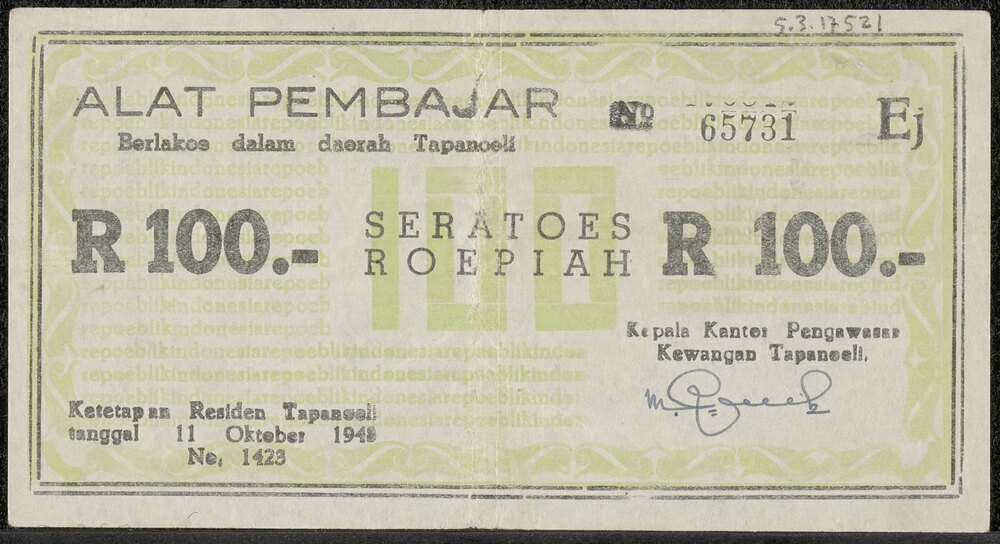 5.3.17521
ALAT PEMBAJAR
No 65731 Ej
Berlakoe dalam daerah Tapanoeli
R 100.- SERATOES ROEPIAH R 100.-
100
Kepala Kantor Pengawasan
Kewangan Tapanoeli,
Ketetapan Residen Tapanoeli
tanggal 11 Oktober 1948
No. 1423